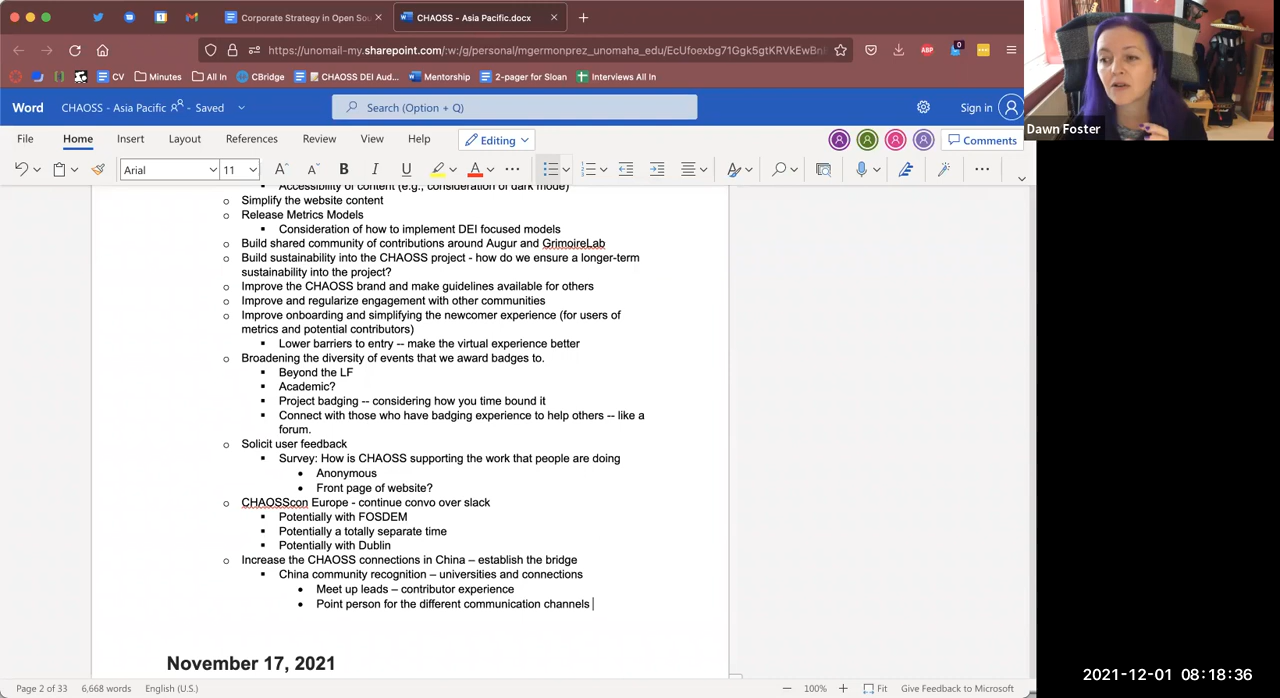 Corporate Strategy in Open Sou
CHAOSS - Asia Pacific.docx
https://unomail-my.sharepoint.com/:w:/g/personal/mgermonprez_unomaha_edu/EcUfoexbg71Ggk5gtKRVkEwBn
ABP
0
CV
Minutes
All In
CBridge
CHAOSS DEI Aud...
Mentorship
2-pager for Sloan
Interviews All In
Dawn Foster
Word
CHAOSS - Asia Pacific - Saved
Search (Option + Q)
Sign in
File
Home
Insert
Layout
References
Review
View
Help
Editing
Comments
Arial
11
B
I
U
Accessibility of content (e.g., consideration of dark mode)
Simplify the website content
Release Metrics Models
Consideration of how to implement DEI focused models
Build shared community of contributions around Augur and GrimoireLab
Build sustainability into the CHAOSS project - how do we ensure a longer-term
sustainability into the project?
Improve the CHAOSS brand and make guidelines available for others
Improve and regularize engagement with other communities
Improve onboarding and simplifying the newcomer experience (for users of
metrics and potential contributors)
Lower barriers to entry -- make the virtual experience better
Broadening the diversity of events that we award badges to.
Beyond the LF
Academic?
Project badging -- considering how you time bound it
Connect with those who have badging experience to help others -- like a
forum.
Solicit user feedback
Survey: How is CHAOSS supporting the work that people are doing
Anonymous
Front page of website?
CHAOSScon Europe - continue convo over slack
Potentially with FOSDEM
Potentially a totally separate time
Potentially with Dublin
Increase the CHAOSS connections in China – establish the bridge
China community recognition – universities and connections
Meet up leads – contributor experience
Point person for the different communication channels
November 17, 2021
2021-12-01 08:18:36
Page 2 of 33
6,668 words
English (U.S.)
100%
Fit
Give Feedback to Microsoft